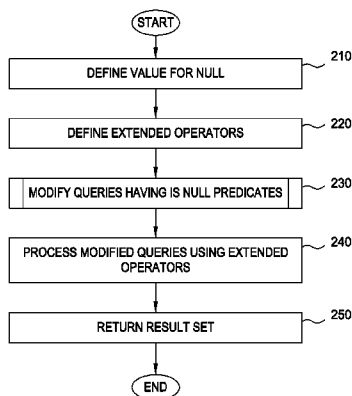 START
210
DEFINE VALUE FOR NULL
220
DEFINE EXTENDED OPERATORS
230
MODIFY QUERIES HAVING IS NULL PREDICATES
240
PROCESS MODIFIED QUERIES USING EXTENDED
OPERATORS
250
RETURN RESULT SET
END